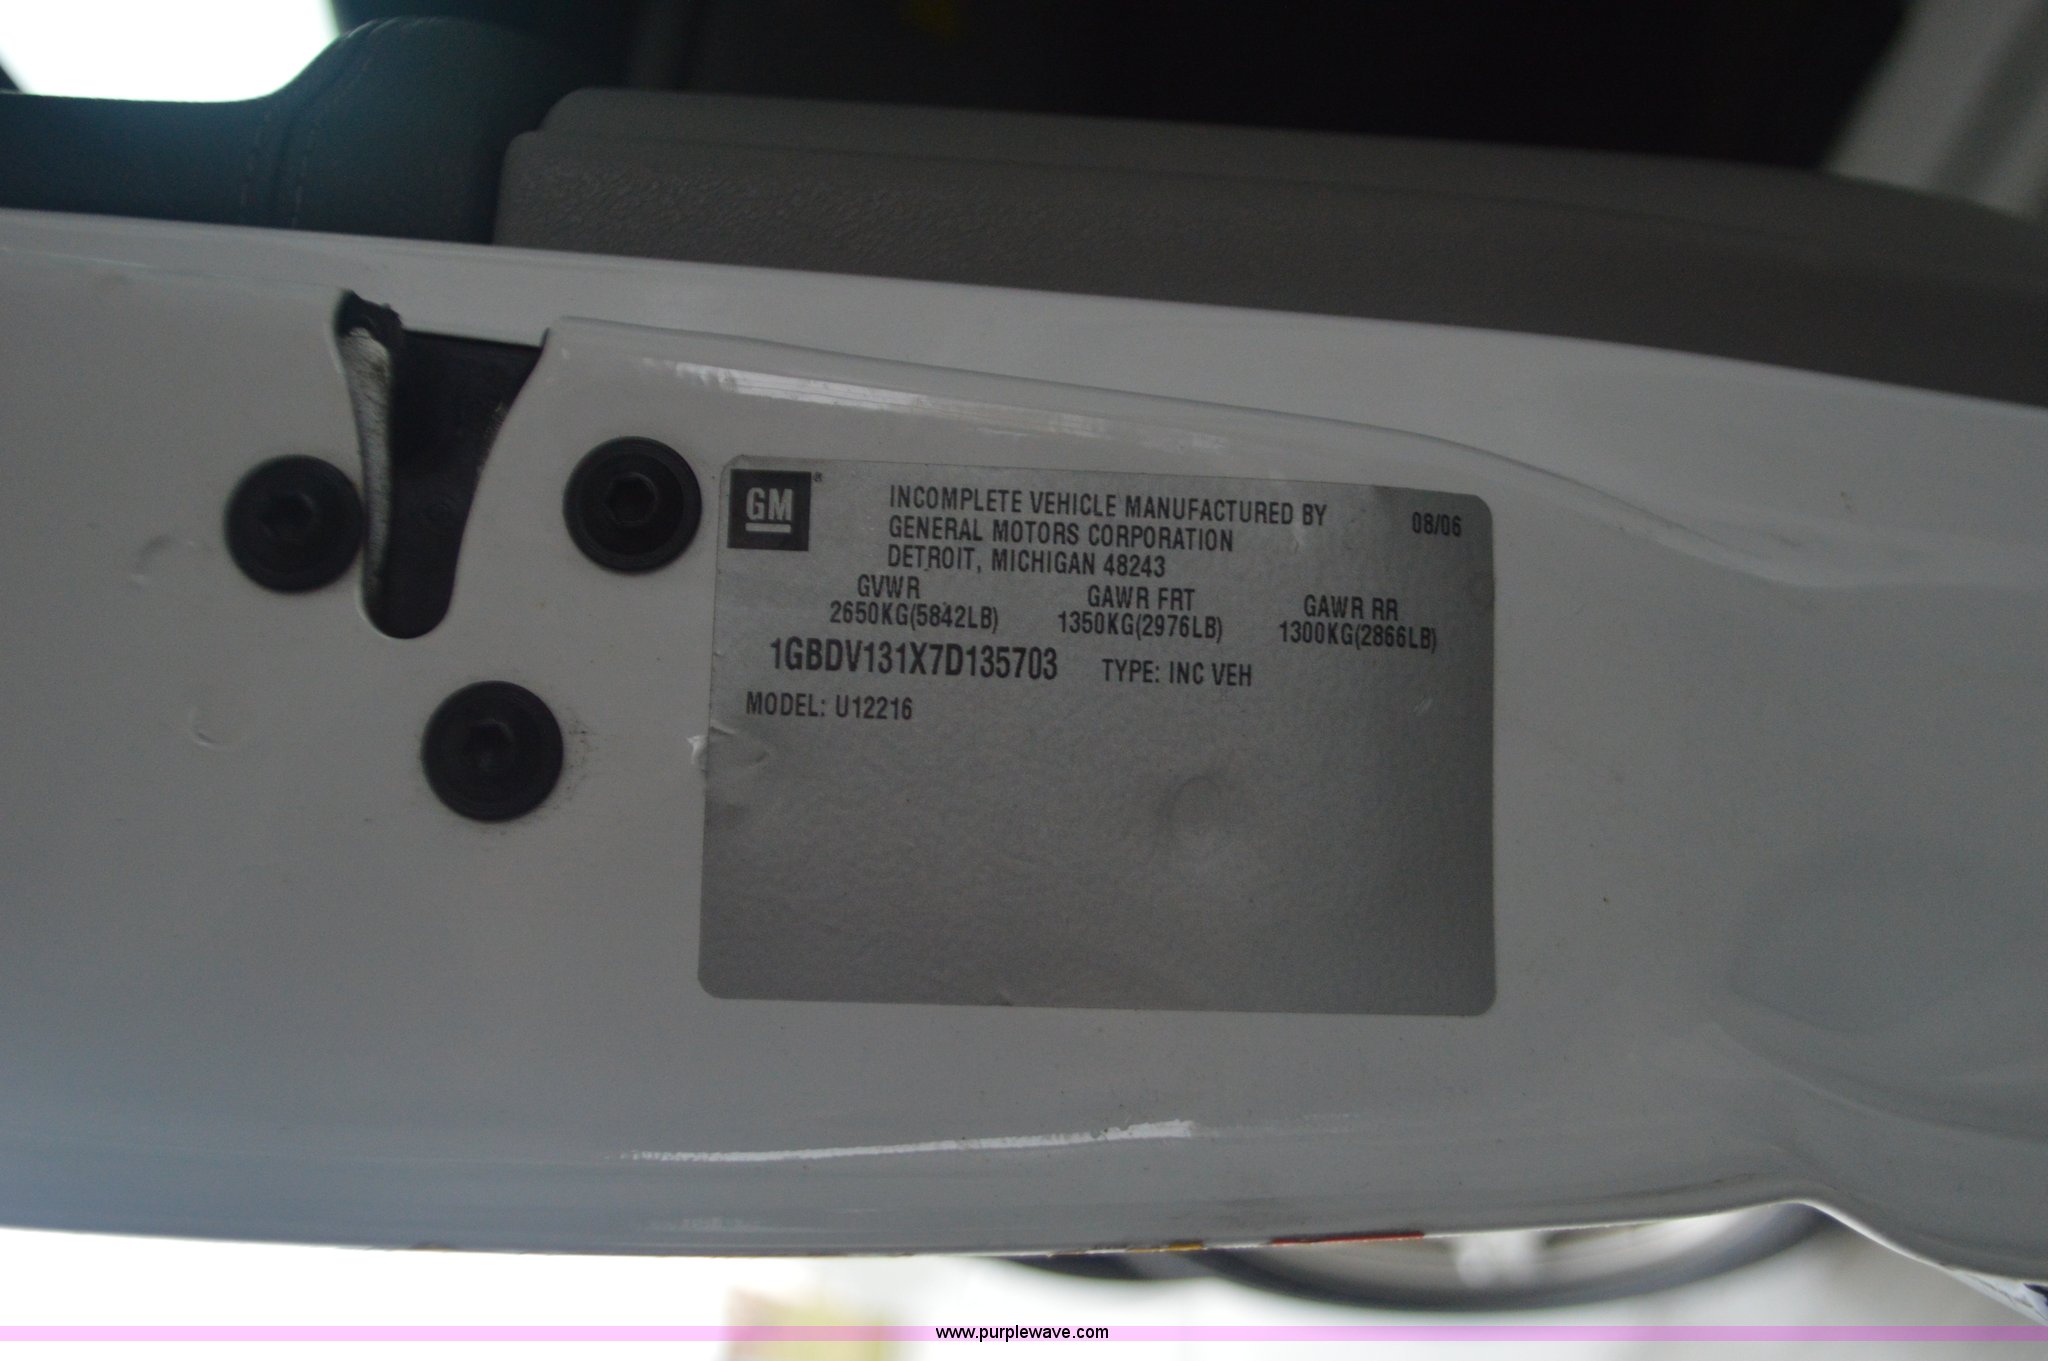 GM®
INCOMPLETE VEHICLE MANUFACTURED BY
08/06
GENERAL MOTORS CORPORATION
DETROIT, MICHIGAN 48243
GVWR GAWR FRT GAWR RR
2650KG(5842LB) 1350KG(2976LB) 1300KG(2866LB)
1GBDV131X7D135703 TYPE: INC VEH
MODEL: U12216
www.purplewave.com